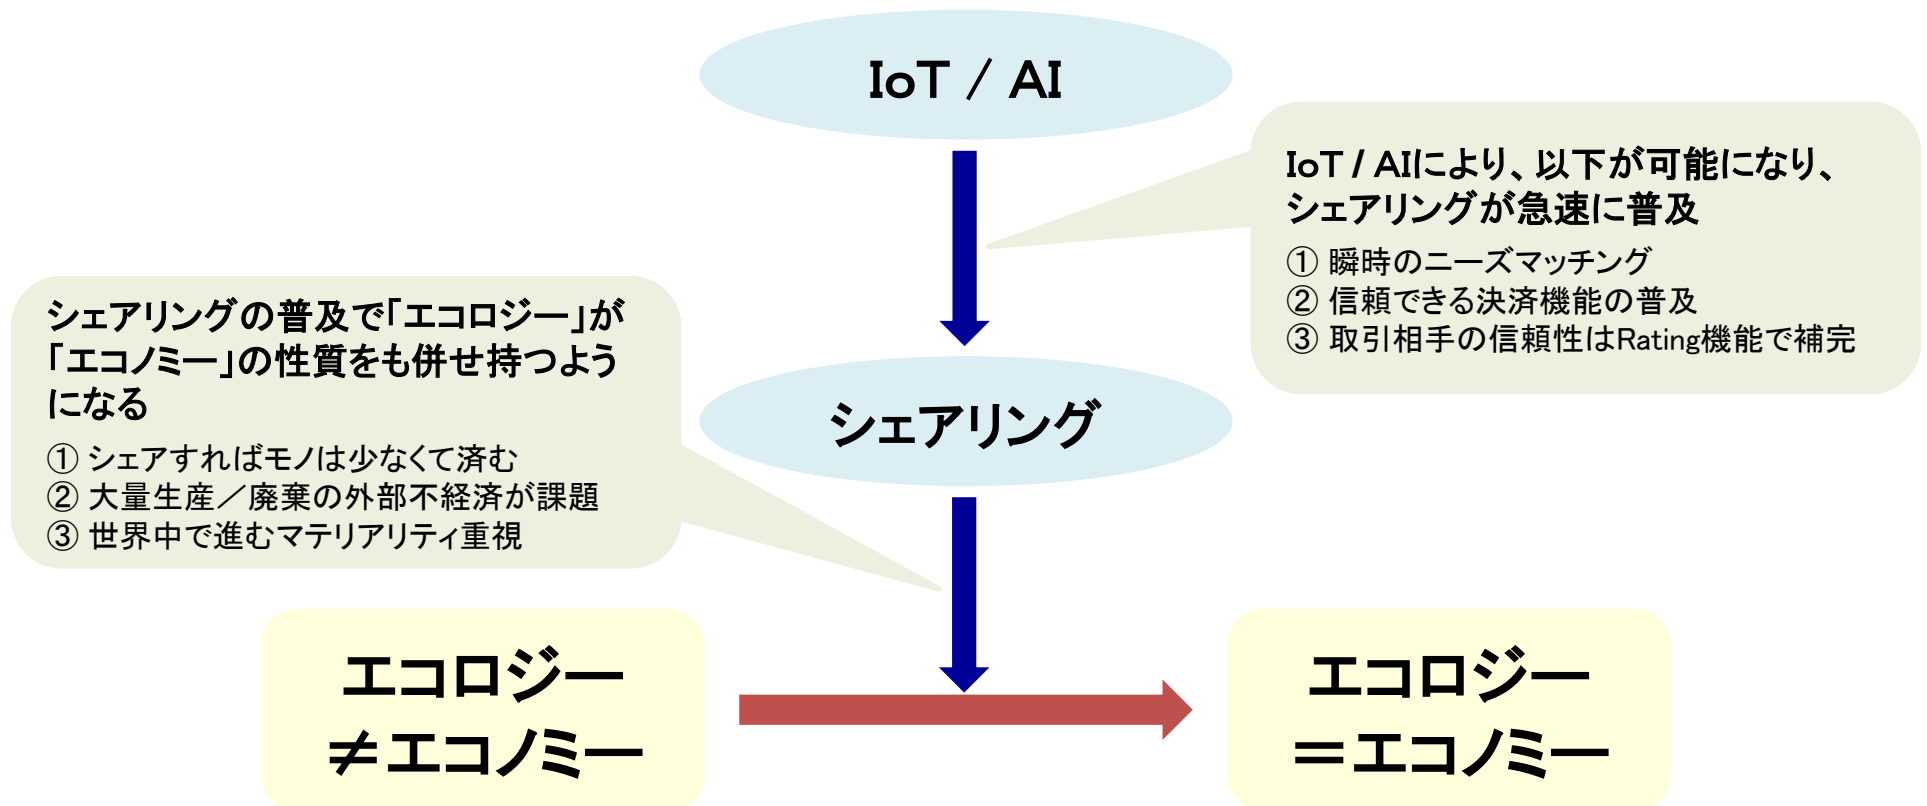 IoT / AI
IoT / AIにより、以下が可能になり、
シェアリングが急速に普及
① 瞬時のニーズマッチング
② 信頼できる決済機能の普及
③ 取引相手の信頼性はRating機能で補完
シェアリングの普及で「エコロジー」が
「エコノミー」の性質をも併せ持つよう
になる
① シェアすればモノは少なくて済む
② 大量生産／廃棄の外部不経済が課題
③ 世界中で進むマテリアリティ重視
シェアリング
エコロジー
≠エコノミー
エコロジー
＝エコノミー